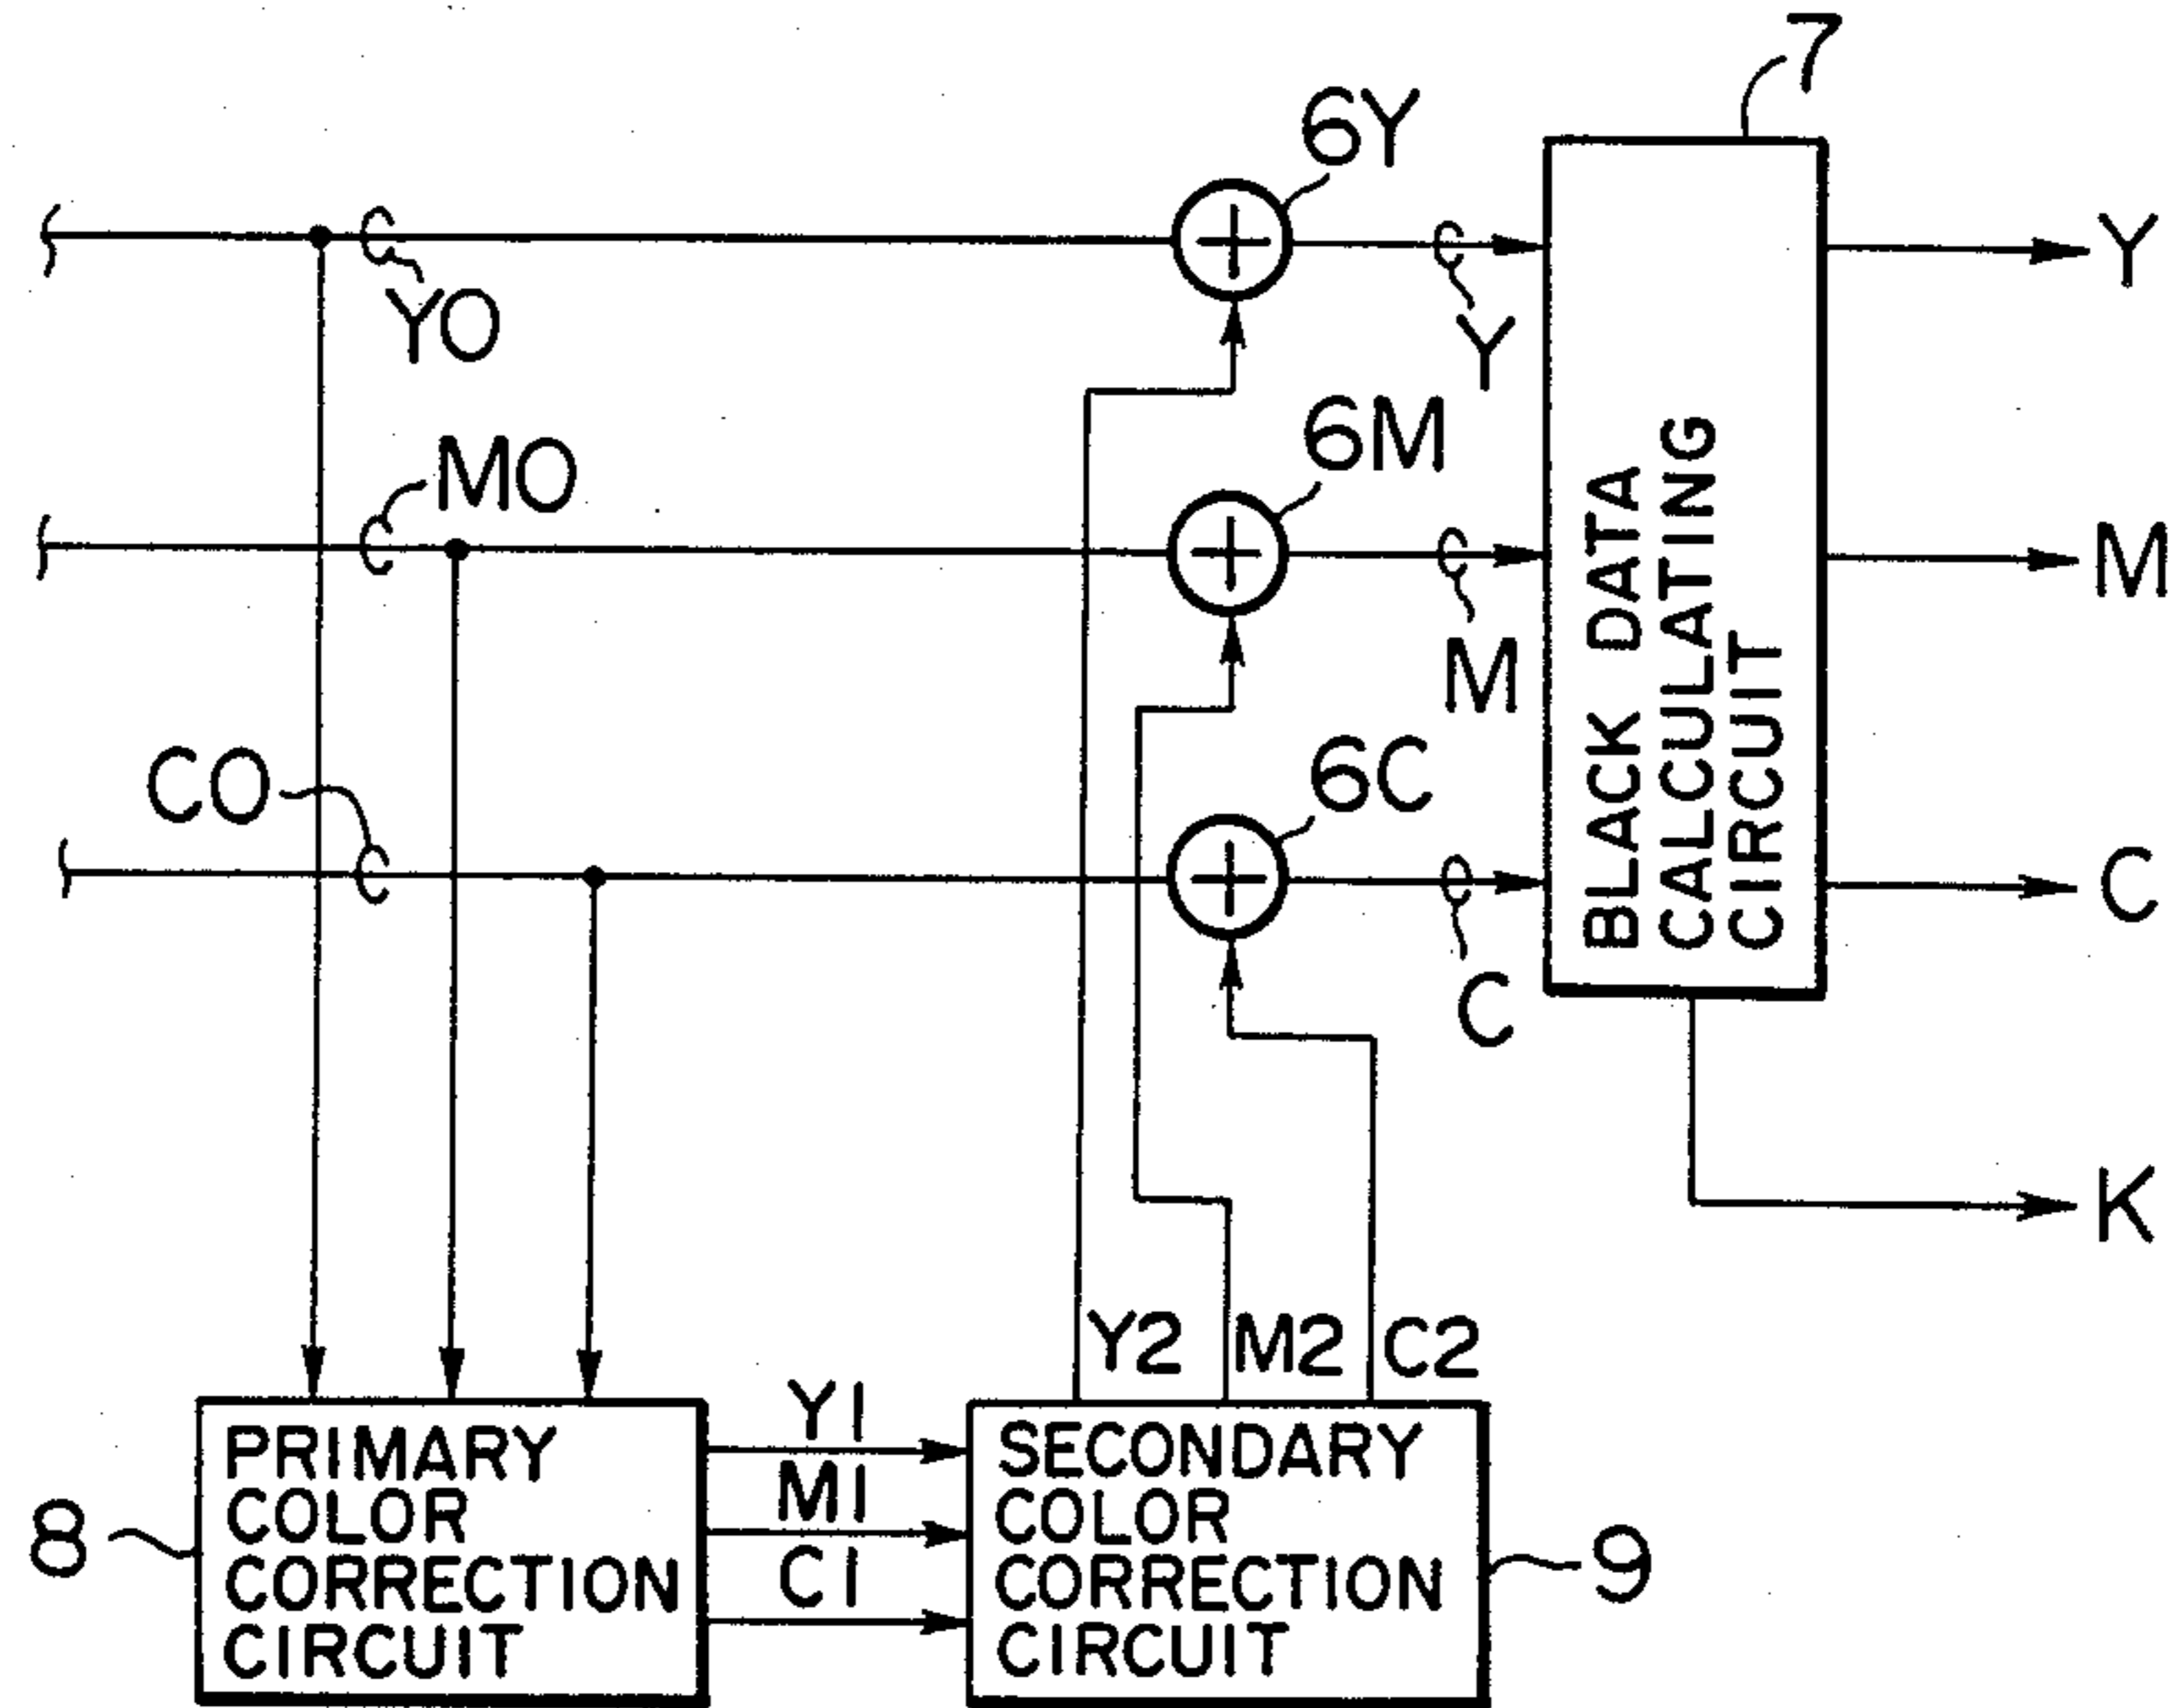 7
6Y
Y
YO
Y
6M
MO
M
M
6C
CO
C
C
BLACK DATA
CALCULATING
CIRCUIT
K
Y2 M2 C2
Y1
M1
C1
PRIMARY
COLOR
CORRECTION
CIRCUIT
8
SECONDARY
COLOR
CORRECTION
CIRCUIT
9